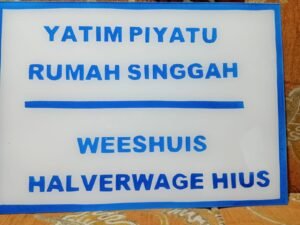 YATIM PIYATU
RUMAH SINGGAH
WEESHUIS
HALVERWAGE HIUS